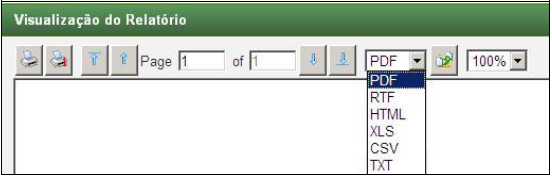 Visualização do Relatório
Page 1 of 1 PDF 100%
PDF
RTF
HTML
XLS
CSV
TXT